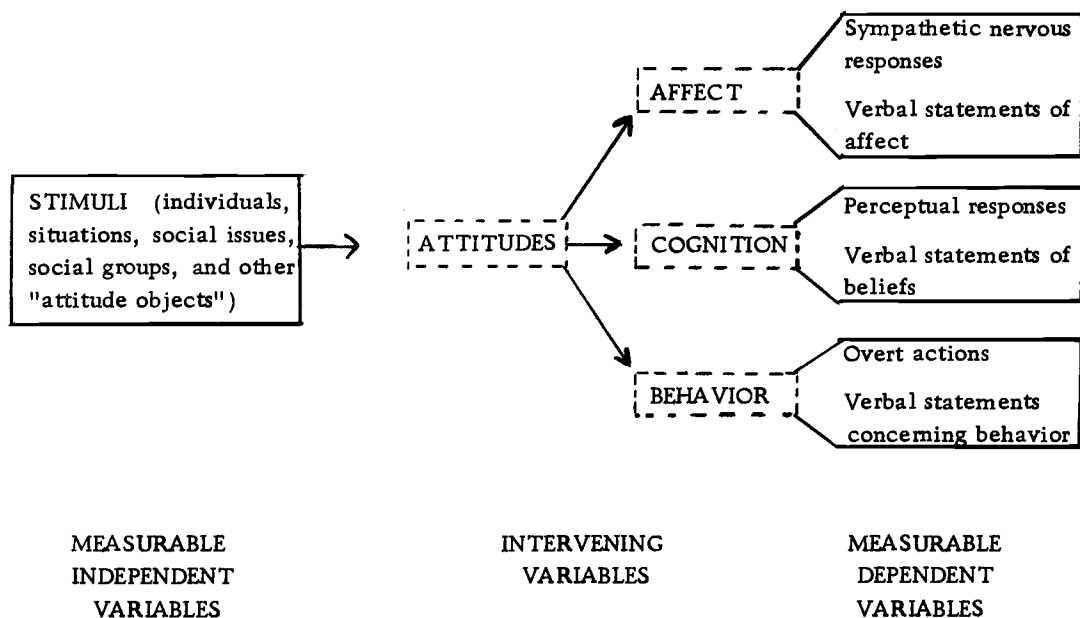 Sympathetic nervous
responses
Verbal statements of
affect
AFFECT
STIMULI (individuals,
situations, social issues,
social groups, and other
"attitude objects")
ATTITUDES
COGNITION
Perceptual responses
Verbal statements of
beliefs
BEHAVIOR
Overt actions
Verbal statements
concerning behavior
MEASURABLE
INDEPENDENT
VARIABLES
INTERVENING
VARIABLES
MEASURABLE
DEPENDENT
VARIABLES